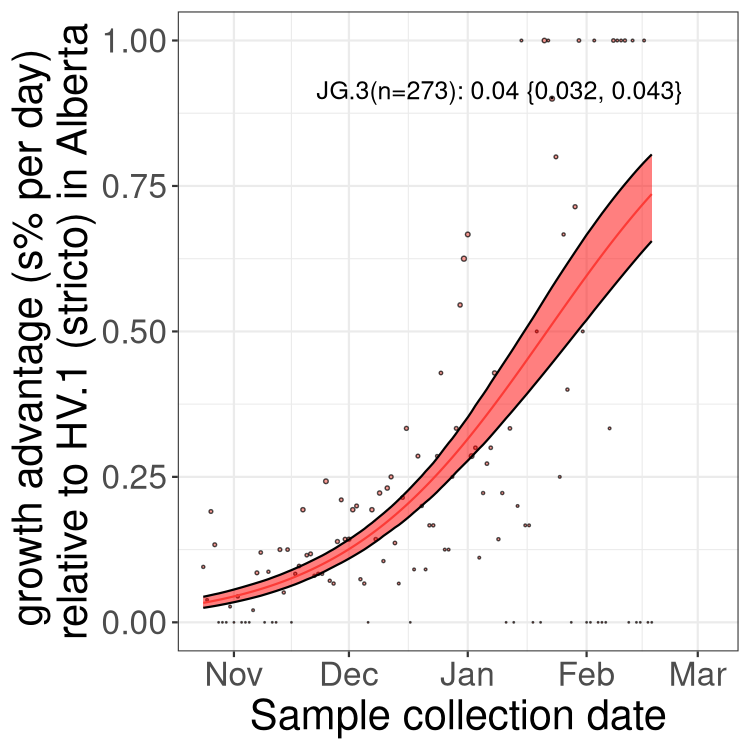 growth advantage (s% per day)
relative to HV.1 (stricto) in Alberta
1.00
0.75
0.50
0.25
0.00
JG.3(n=273): 0.04 {0.032, 0.043}
Nov Dec Jan Feb Mar
Sample collection date